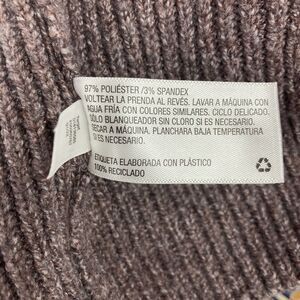 97% POLIÉSTER /3% SPANDEX
VOLTEAR LA PRENDA AL REVÉS. LAVAR A MÁQUINA CON
AGUA FRÍA CON COLORES SIMILARES. CICLO DELICADO.
SÓLO BLANQUEADOR SIN CLORO SI ES NECESARIO.
SECAR A MÁQUINA. PLANCHAR A BAJA TEMPERATURA
SI ES NECESARIO.
ETIQUETA ELABORADA CON PLÁSTICO
100% RECICLADO